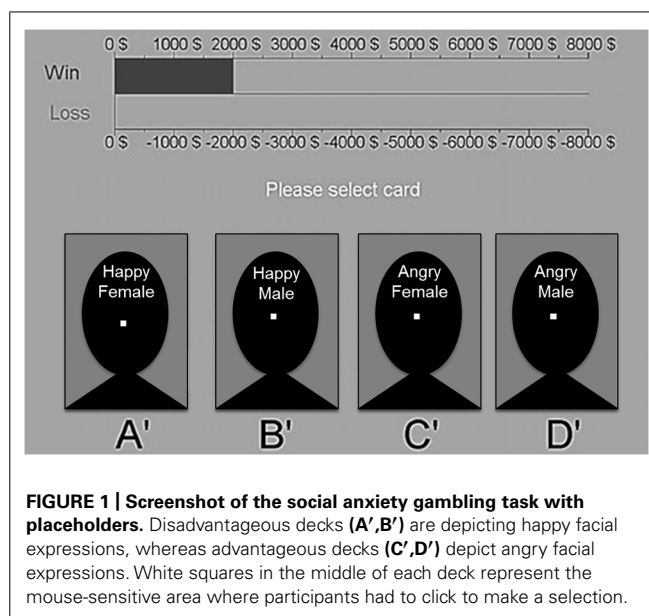 0 $ 1000 $ 2000 $ 3000 $ 4000 $ 5000 $ 6000 $ 7000 $ 8000 $
Win
Loss
0 $ -1000 $ -2000 $ -3000 $ -4000 $ -5000 $ -6000 $ -7000 $ -8000 $
Please select card
Happy Happy Angry Angry
Female Male Female Male
A' B' C' D'
FIGURE 1 | Screenshot of the social anxiety gambling task with
placeholders. Disadvantageous decks (A′,B′) are depicting happy facial
expressions, whereas advantageous decks (C′,D′) depict angry facial
expressions. White squares in the middle of each deck represent the
mouse-sensitive area where participants had to click to make a selection.